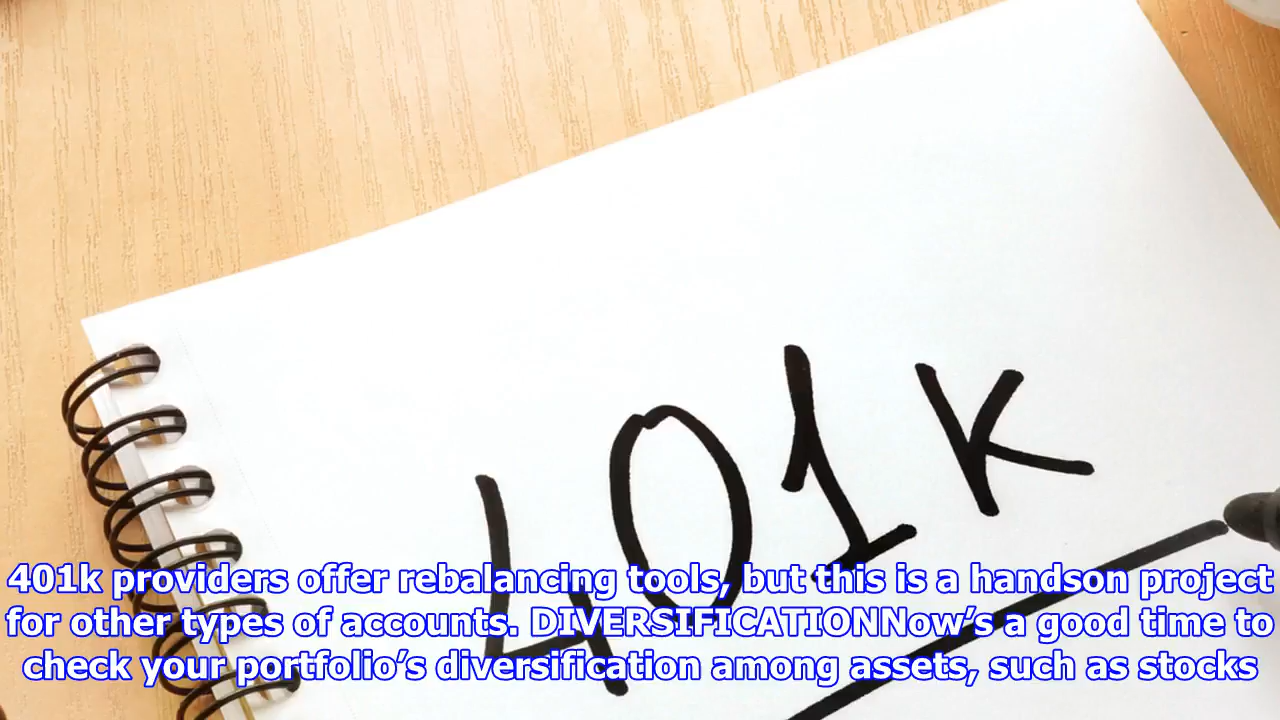 401k
401k providers offer rebalancing tools, but this is a handson project
for other types of accounts. DIVERSIFICATIONNow’s a good time to
check your portfolio’s diversification among assets, such as stocks